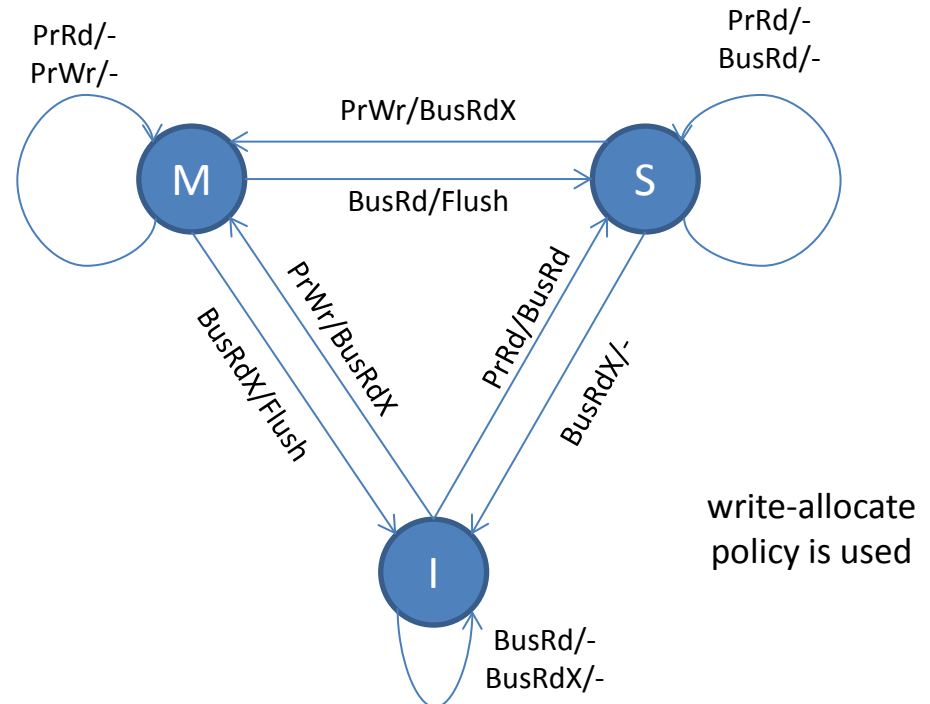 PrRd/-
PrWr/-
PrRd/-
BusRd/-
PrWr/BusRdX
M
S
BusRd/Flush
BusRdX/Flush
PrWr/BusRdX
PrRd/BusRd
BusRdX/-
write-allocate
policy is used
I
BusRd/-
BusRdX/-